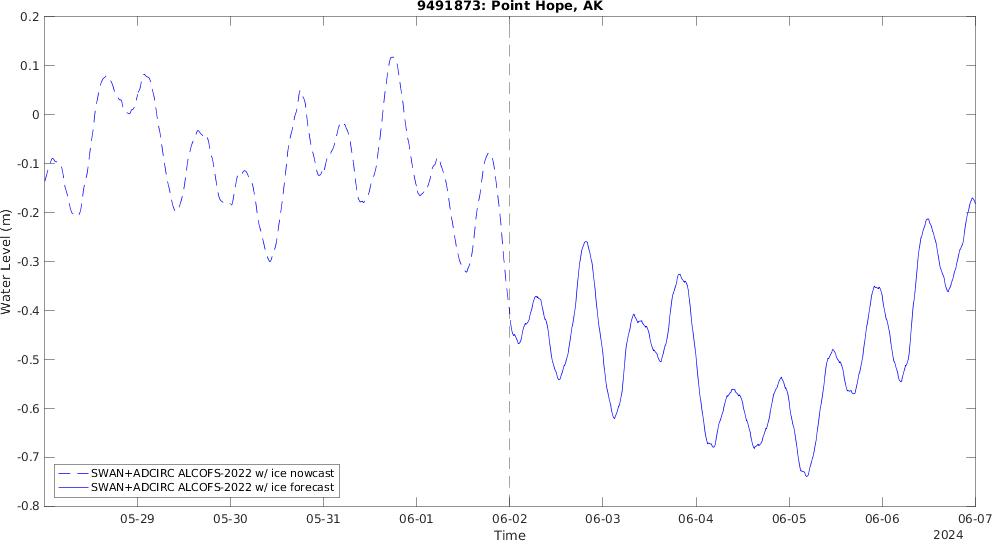 9491873: Point Hope, AK
0.2
0.1
0
-0.1
-0.2
-0.3
-0.4
-0.5
-0.6
-0.7
-0.8
Water Level (m)
SWAN+ADCIRC ALCOFS-2022 w/ ice nowcast
SWAN+ADCIRC ALCOFS-2022 w/ ice forecast
05-29 05-30 05-31 06-01 06-02 06-03 06-04 06-05 06-06 06-07
Time
2024